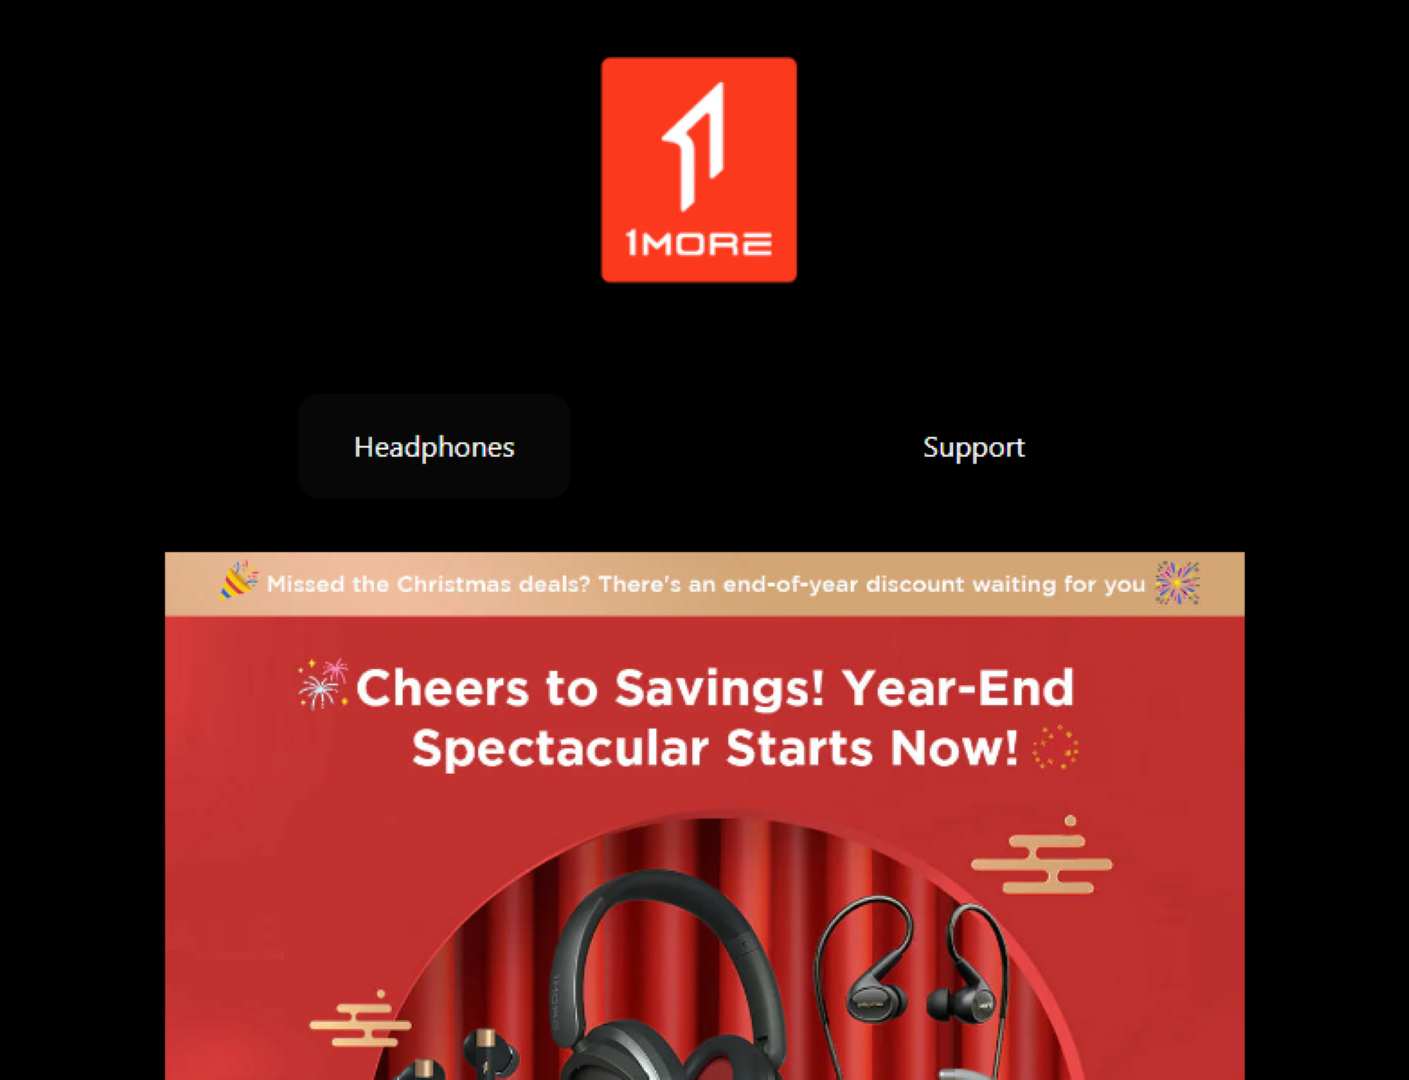 1MORE
Headphones
Support
Missed the Christmas deals? There's an end-of-year discount waiting for you
Cheers to Savings! Year-End
Spectacular Starts Now!
1MORE